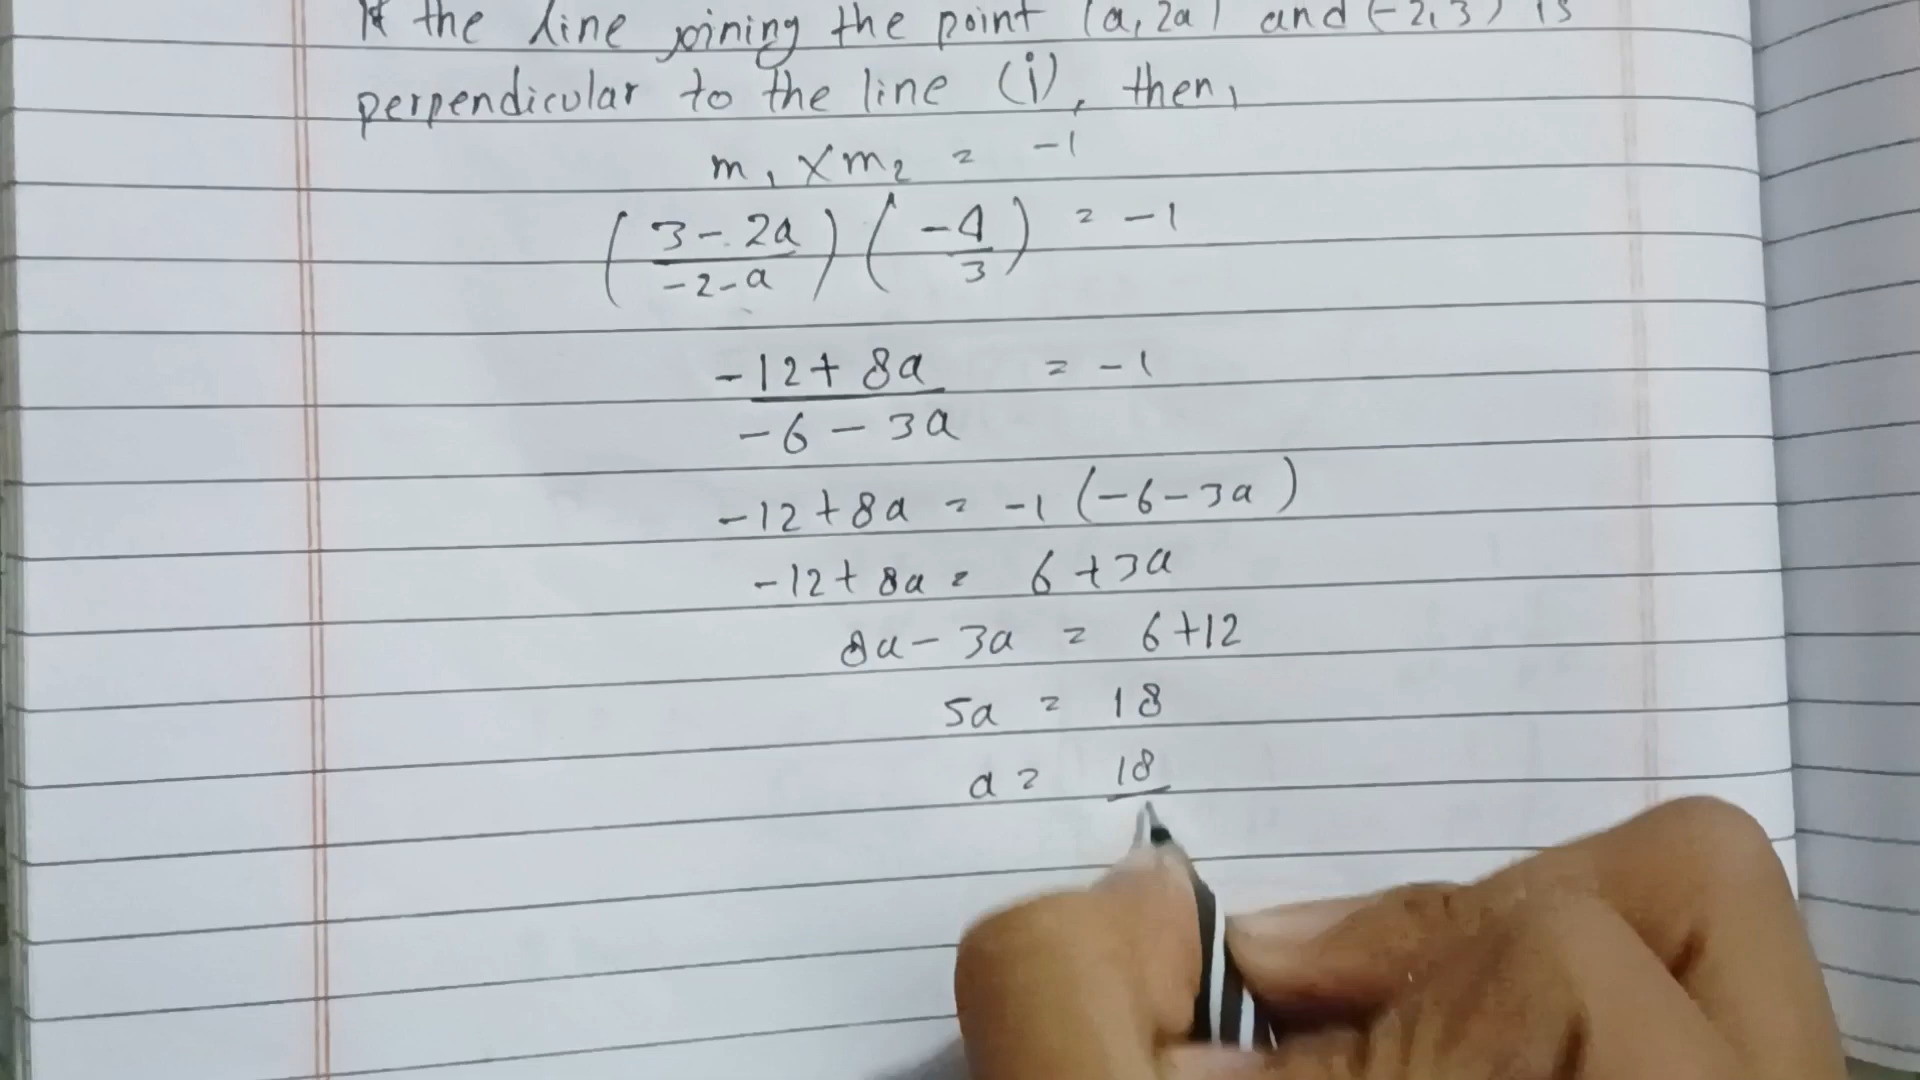 If the line joining the point (a, 2a) and (-2, 3) is
perpendicular to the line (i), then,
m₁ × m₂ = -1
(3 - 2a / -2 - a) (-4 / 3) = -1
-12 + 8a / -6 - 3a = -1
-12 + 8a = -1 (-6 - 3a)
-12 + 8a = 6 + 3a
8a - 3a = 6 + 12
5a = 18
a = 18